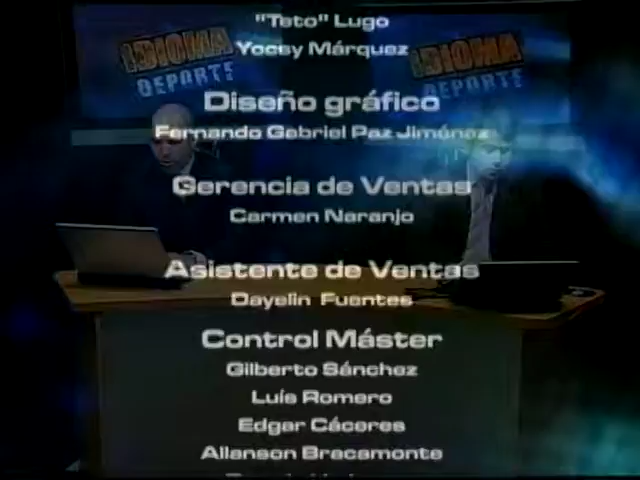 "Teto" Lugo
Yocsy Márquez
IDIOMA
DEPORTE
IDIOMA
DEPORTE
Diseño gráfico
Fernando Gabriel Paz Jiménez
Gerencia de Ventas
Carmen Naranjo
Asistente de Ventas
Dayelin Fuentes
Control Máster
Gilberto Sánchez
Luís Romero
Edgar Cáceres
Allanson Bracamonte